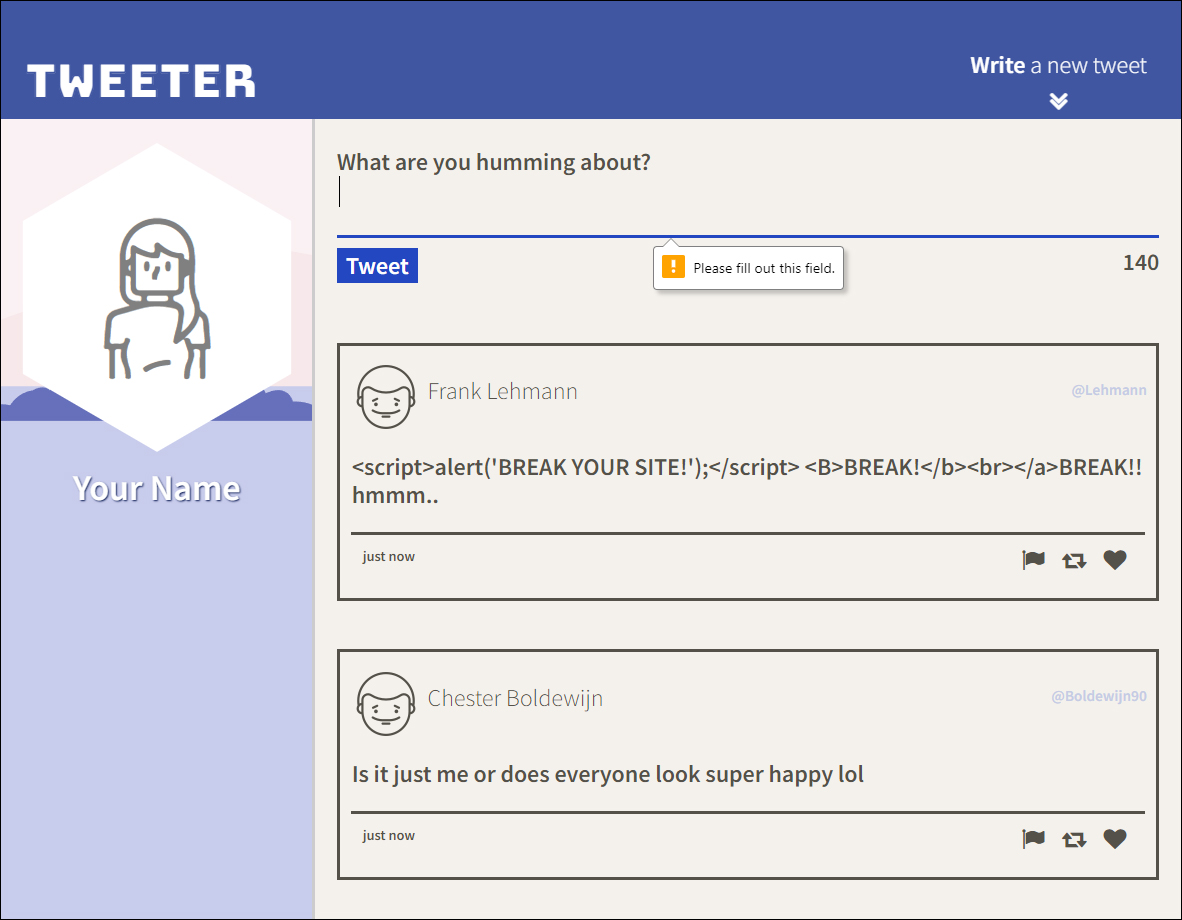 TWEETER
Write a new tweet
Your Name
What are you humming about?
Tweet
! Please fill out this field.
140
Frank Lehmann
@Lehmann
<script>alert('BREAK YOUR SITE!');</script> <B>BREAK!</b><br></a>BREAK!!
hmmm..
just now
Chester Boldewijn
@Boldewijn90
Is it just me or does everyone look super happy lol
just now